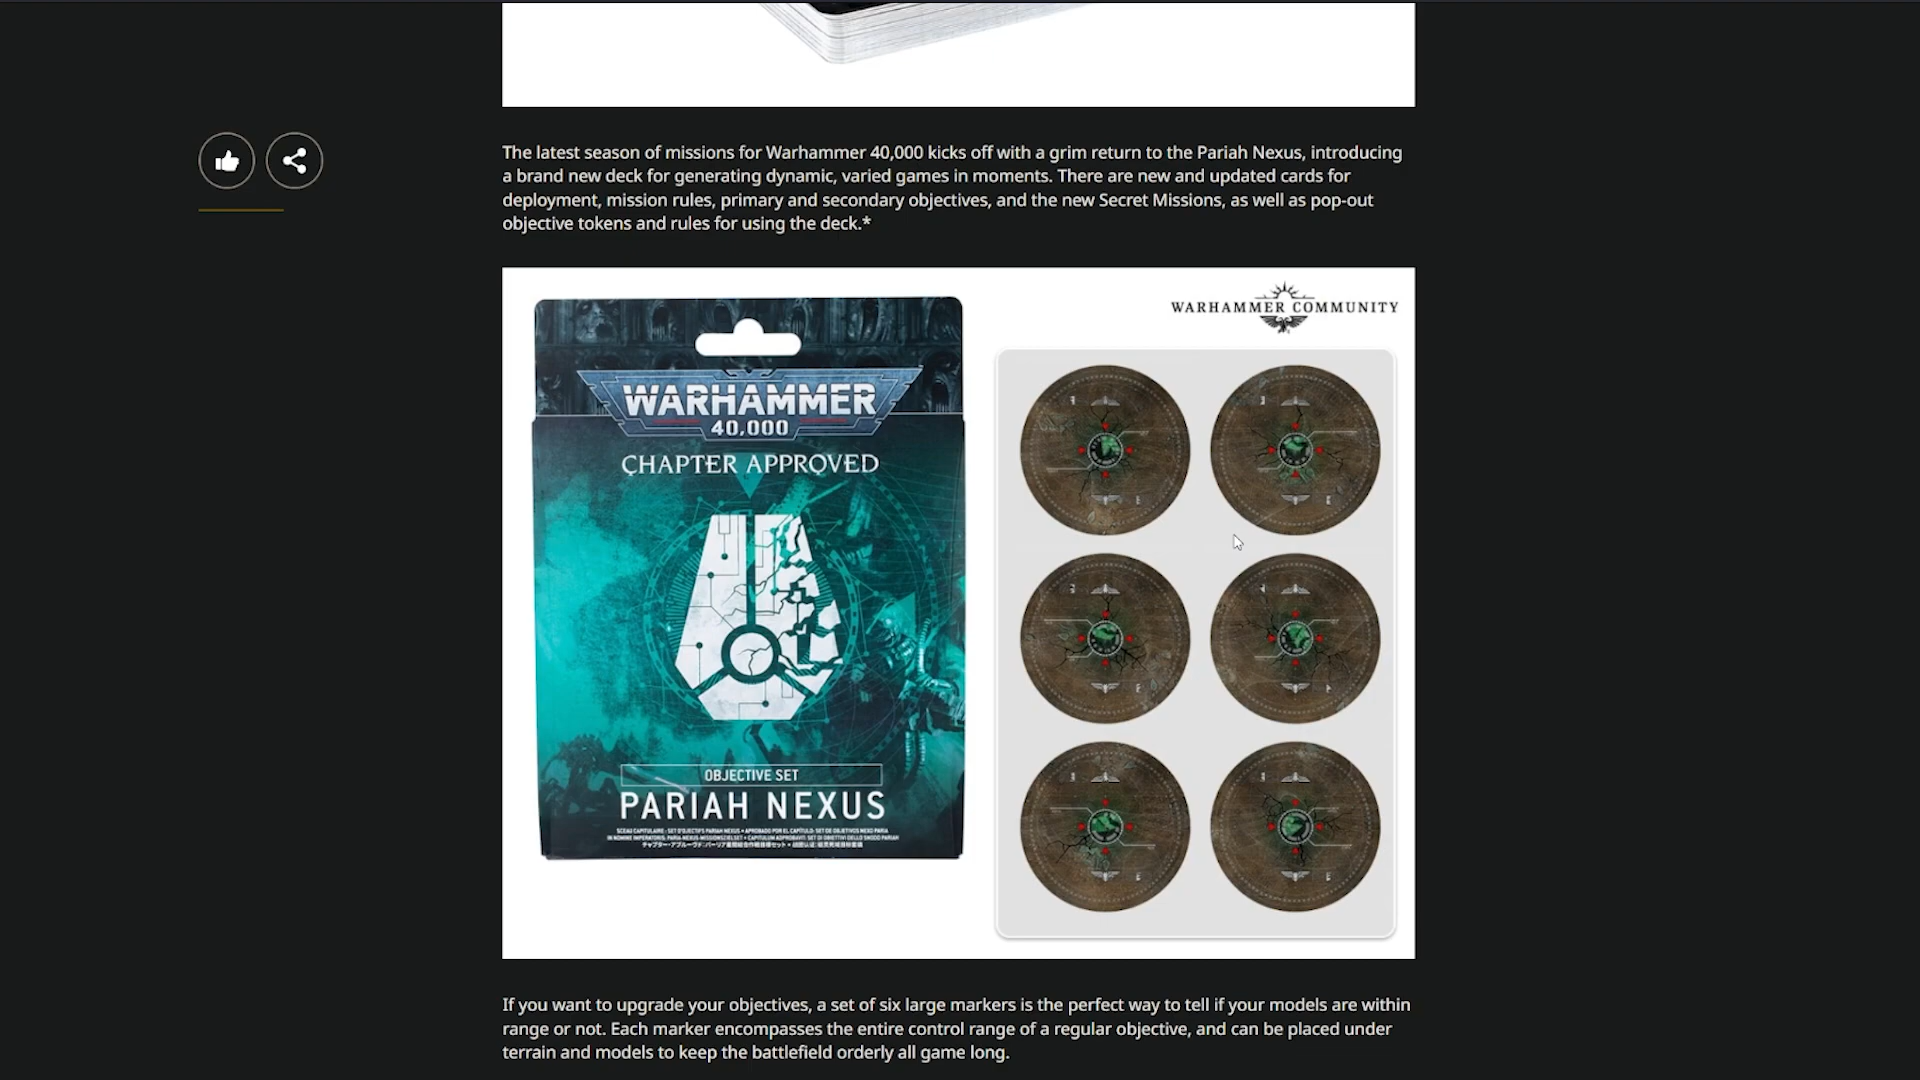 The latest season of missions for Warhammer 40,000 kicks off with a grim return to the Pariah Nexus, introducing
a brand new deck for generating dynamic, varied games in moments. There are new and updated cards for
deployment, mission rules, primary and secondary objectives, and the new Secret Missions, as well as pop-out
objective tokens and rules for using the deck.*
WARHAMMER COMMUNITY
WARHAMMER
40,000
CHAPTER APPROVED
OBJECTIVE SET
PARIAH NEXUS
If you want to upgrade your objectives, a set of six large markers is the perfect way to tell if your models are within
range or not. Each marker encompasses the entire control range of a regular objective, and can be placed under
terrain and models to keep the battlefield orderly all game long.